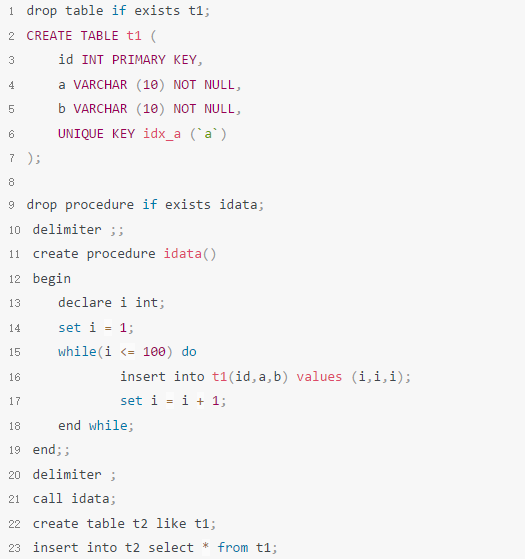 1 drop table if exists t1;
2 CREATE TABLE t1 (
3     id INT PRIMARY KEY,
4     a VARCHAR (10) NOT NULL,
5     b VARCHAR (10) NOT NULL,
6     UNIQUE KEY idx_a (`a`)
7 );
8
9 drop procedure if exists idata;
10 delimiter ;;
11 create procedure idata()
12 begin
13     declare i int;
14     set i = 1;
15     while(i <= 100) do
16             insert into t1(id,a,b) values (i,i,i);
17             set i = i + 1;
18     end while;
19 end;;
20 delimiter ;
21 call idata;
22 create table t2 like t1;
23 insert into t2 select * from t1;